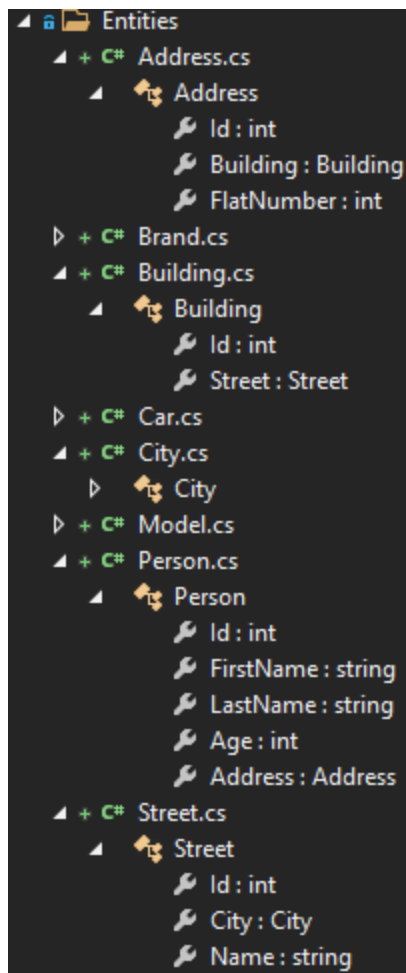 Entities
+ C# Address.cs
Address
Id : int
Building : Building
FlatNumber : int
+ C# Brand.cs
+ C# Building.cs
Building
Id : int
Street : Street
+ C# Car.cs
+ C# City.cs
City
+ C# Model.cs
+ C# Person.cs
Person
Id : int
FirstName : string
LastName : string
Age : int
Address : Address
+ C# Street.cs
Street
Id : int
City : City
Name : string